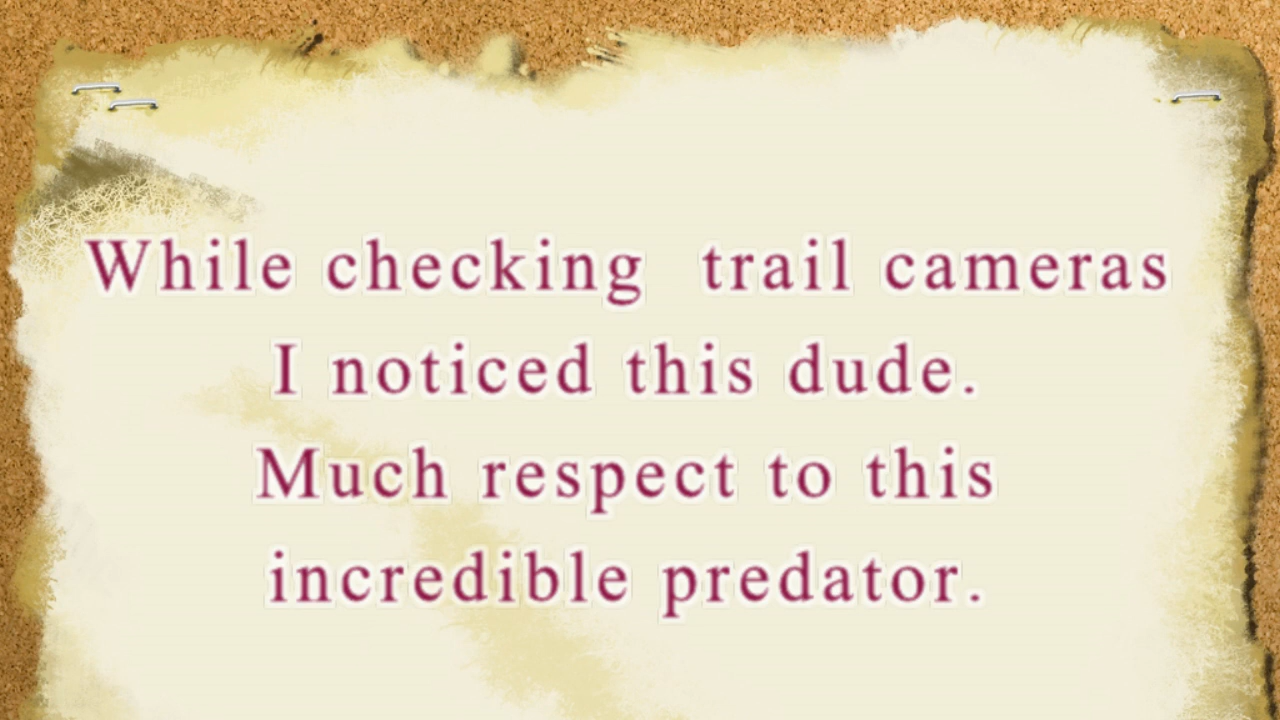 While checking  trail cameras
I noticed this dude.
Much respect to this
incredible predator.